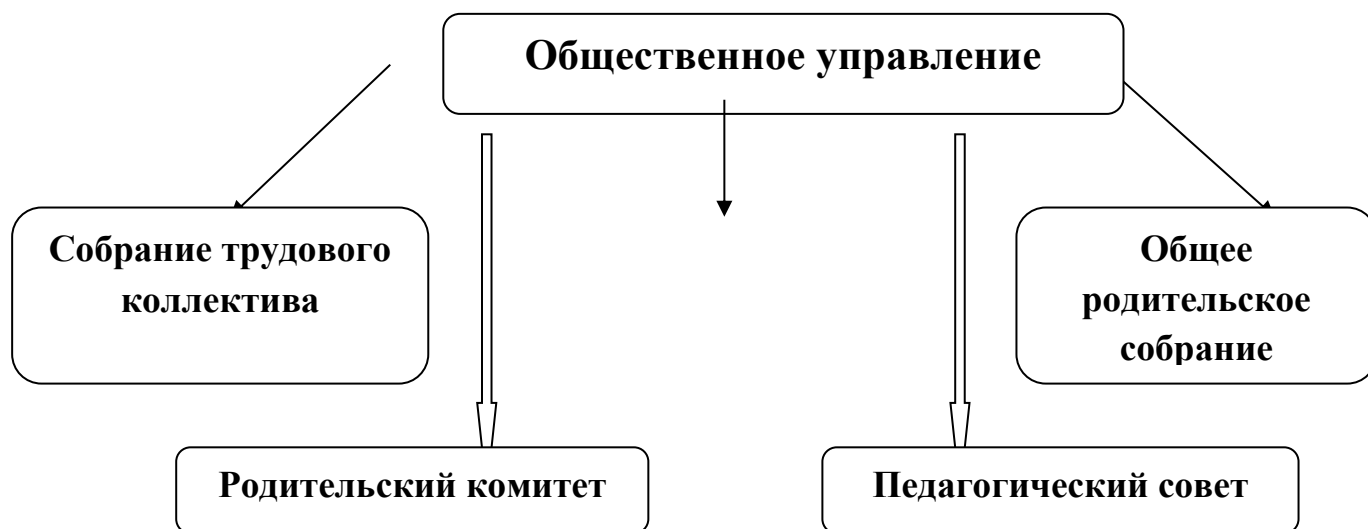 Общественное управление
Собрание трудового
коллектива
Общее
родительское
собрание
Родительский комитет
Педагогический совет